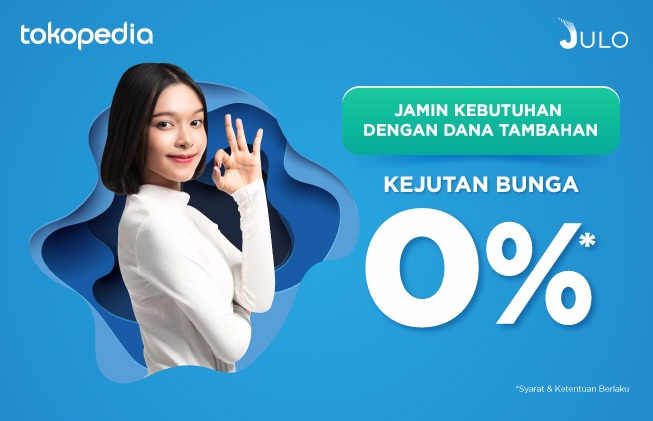 tokopedia
JULO
JAMIN KEBUTUHAN
DENGAN DANA TAMBAHAN
KEJUTAN BUNGA
0%*
*Syarat & Ketentuan Berlaku